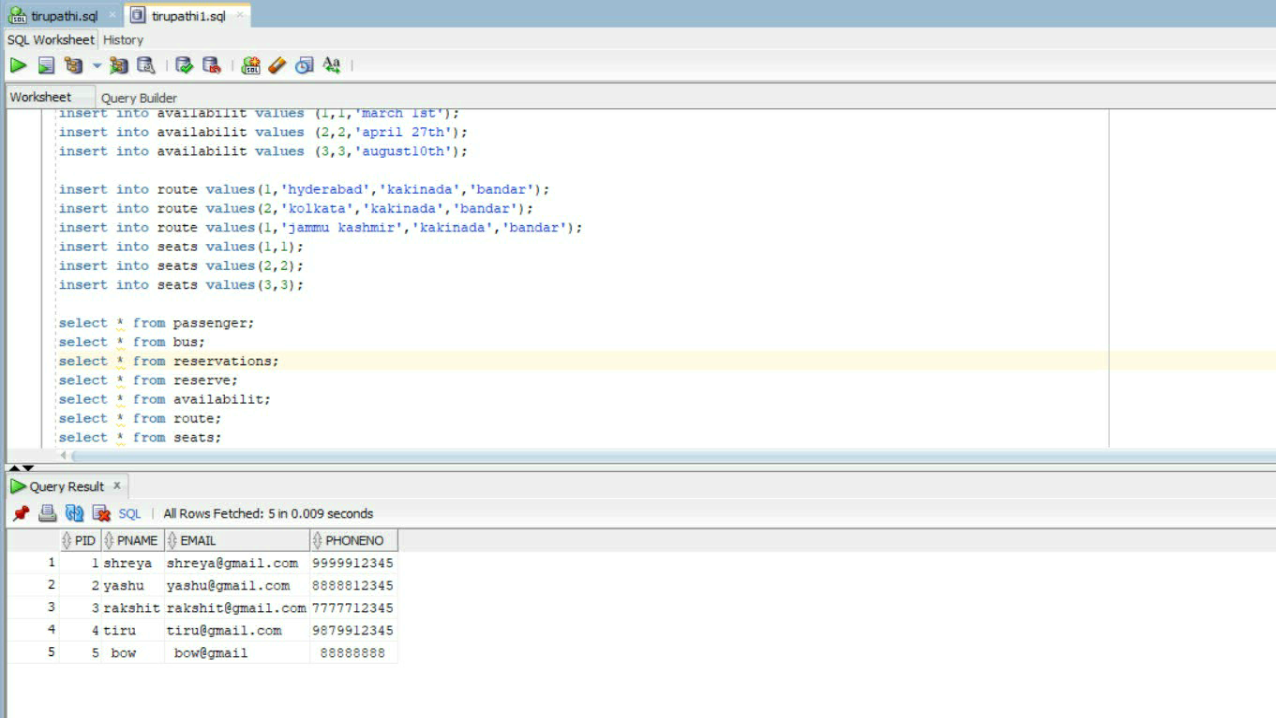 tirupathi.sql × tirupathi1.sql ×
SQL Worksheet History
Worksheet Query Builder
insert into availabilit values (1,1,'march 1st');
insert into availabilit values (2,2,'april 27th');
insert into availabilit values (3,3,'august10th');
insert into route values(1,'hyderabad','kakinada','bandar');
insert into route values(2,'kolkata','kakinada','bandar');
insert into route values(1,'jammu kashmir','kakinada','bandar');
insert into seats values(1,1);
insert into seats values(2,2);
insert into seats values(3,3);
select * from passenger;
select * from bus;
select * from reservations;
select * from reserve;
select * from availabilit;
select * from route;
select * from seats;
Query Result ×
SQL | All Rows Fetched: 5 in 0.009 seconds
PID PNAME EMAIL PHONENO
1 1 shreya shreya@gmail.com 9999912345
2 2 yashu yashu@gmail.com 8888812345
3 3 rakshit rakshit@gmail.com 7777712345
4 4 tiru tiru@gmail.com 9879912345
5 5 bow bow@gmail 88888888